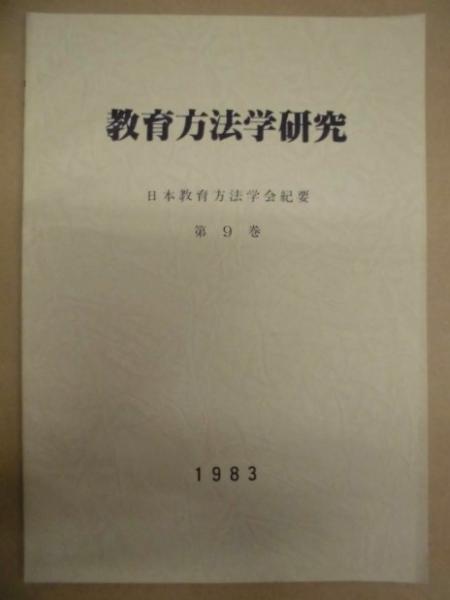 教育方法学研究
日本教育方法学会紀要
第 9 巻
1983